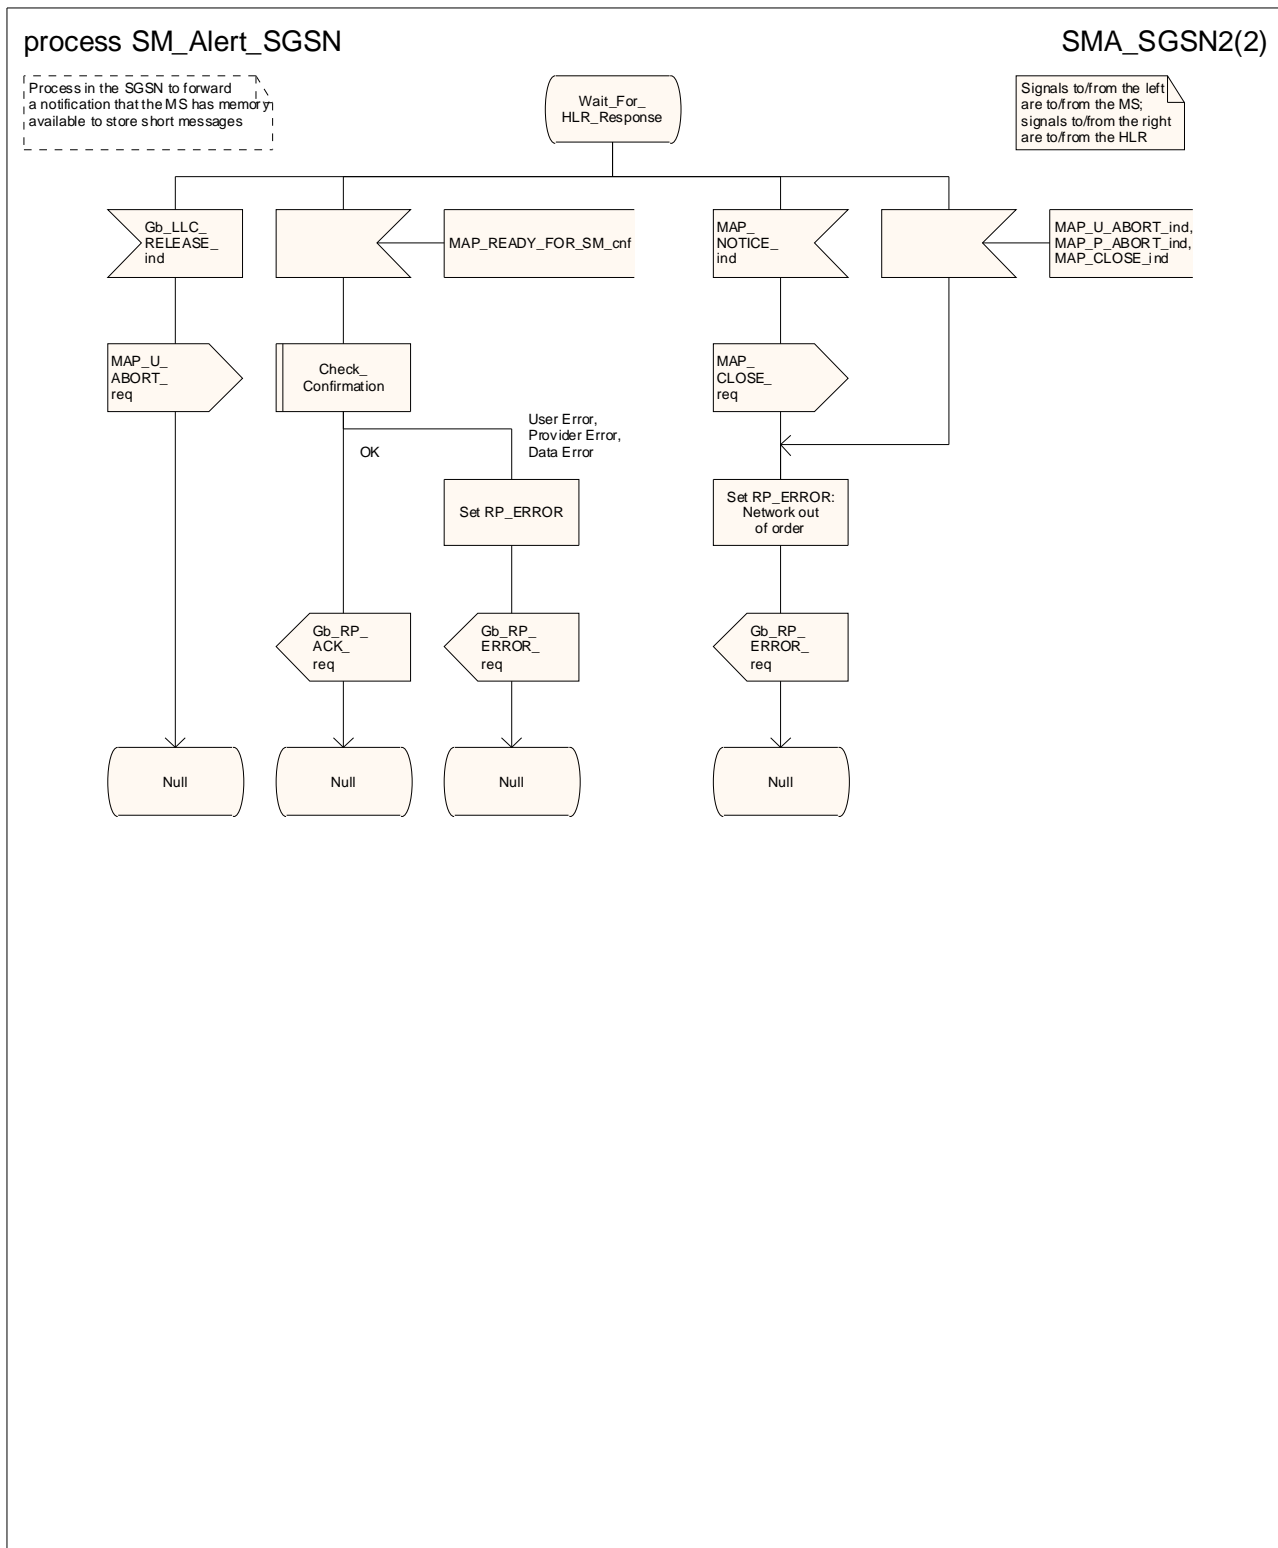 process SM_Alert_SGSN
SMA_SGSN2(2)
Process in the SGSN to forward
a notification that the MS has memory
available to store short messages
Wait_For_
HLR_Response
Signals to/from the left
are to/from the MS;
signals to/from the right
are to/from the HLR
Gb_LLC_
RELEASE_
ind
MAP_READY_FOR_SM_cnf
MAP_
NOTICE_
ind
MAP_U_ABORT_ind,
MAP_P_ABORT_ind,
MAP_CLOSE_ind
MAP_U_
ABORT_
req
Check_
Confirmation
MAP_
CLOSE_
req
OK
User Error,
Provider Error,
Data Error
Set RP_ERROR
Set RP_ERROR:
Network out
of order
Gb_RP_
ACK_
req
Gb_RP_
ERROR_
req
Gb_RP_
ERROR_
req
Null
Null
Null
Null